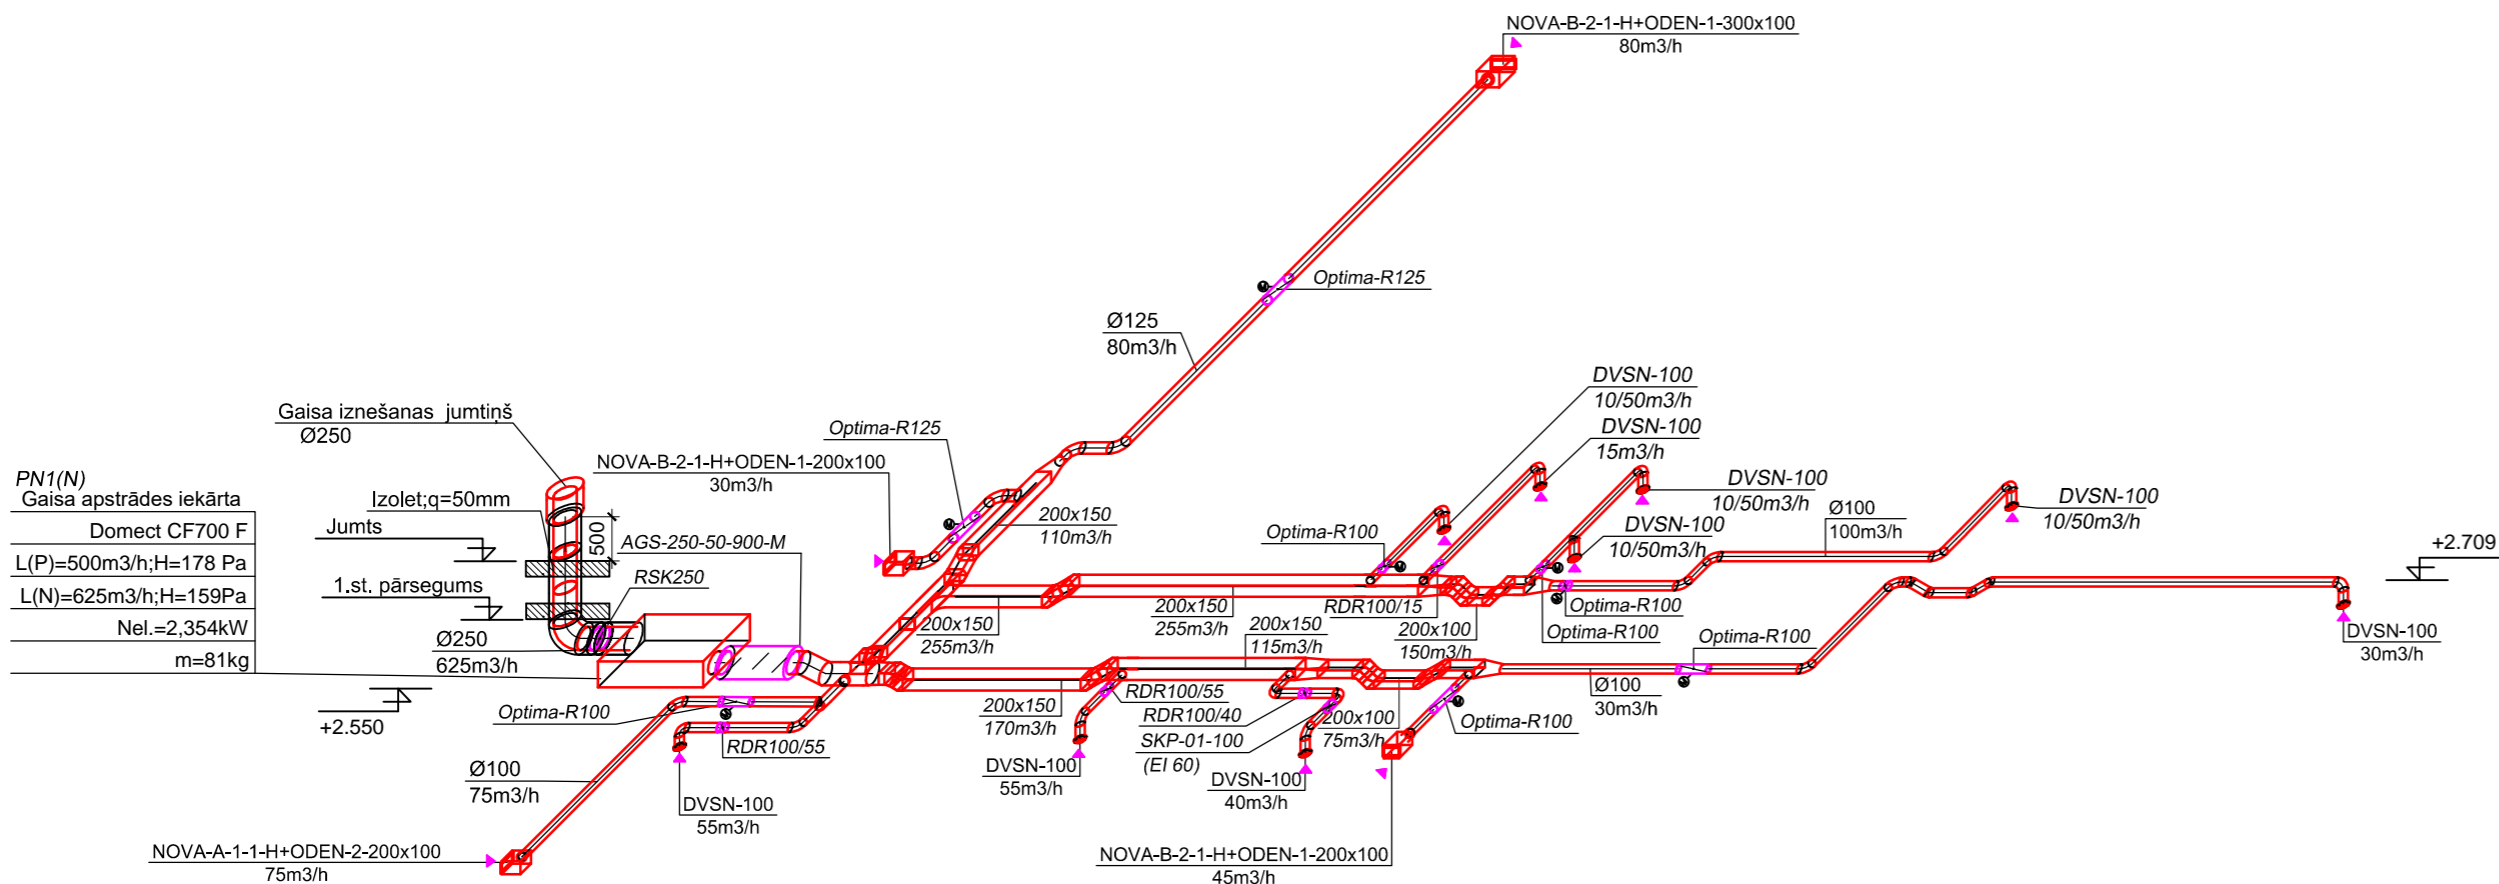 NOVA-B-2-1-H+ODEN-1-300x100
80m3/h
Optima-R125
Ø125
80m3/h
DVSN-100
10/50m3/h
DVSN-100
15m3/h
Gaisa iznešanas jumtiņš
Ø250
Optima-R125
NOVA-B-2-1-H+ODEN-1-200x100
30m3/h
PN1(N)
Gaisa apstrādes iekārta
Domect CF700 F
L(P)=500m3/h;H=178 Pa
L(N)=625m3/h;H=159Pa
Nel.=2,354kW
m=81kg
Izolet;q=50mm
Jumts
500
1.st. pārsegums
AGS-250-50-900-M
RSK250
Ø250
625m3/h
+2.550
200x150
110m3/h
Optima-R100
DVSN-100
10/50m3/h
DVSN-100
10/50m3/h
Ø100
100m3/h
DVSN-100
10/50m3/h
+2.709
200x150
255m3/h
200x150
255m3/h
200x150
115m3/h
RDR100/15
200x100
150m3/h
Optima-R100
Optima-R100
Optima-R100
DVSN-100
30m3/h
Optima-R100
RDR100/55
200x150
170m3/h
RDR100/55
RDR100/40
SKP-01-100
(EI 60)
200x100
75m3/h
Optima-R100
Ø100
30m3/h
Ø100
75m3/h
DVSN-100
55m3/h
DVSN-100
55m3/h
DVSN-100
40m3/h
NOVA-A-1-1-H+ODEN-2-200x100
75m3/h
NOVA-B-2-1-H+ODEN-1-200x100
45m3/h